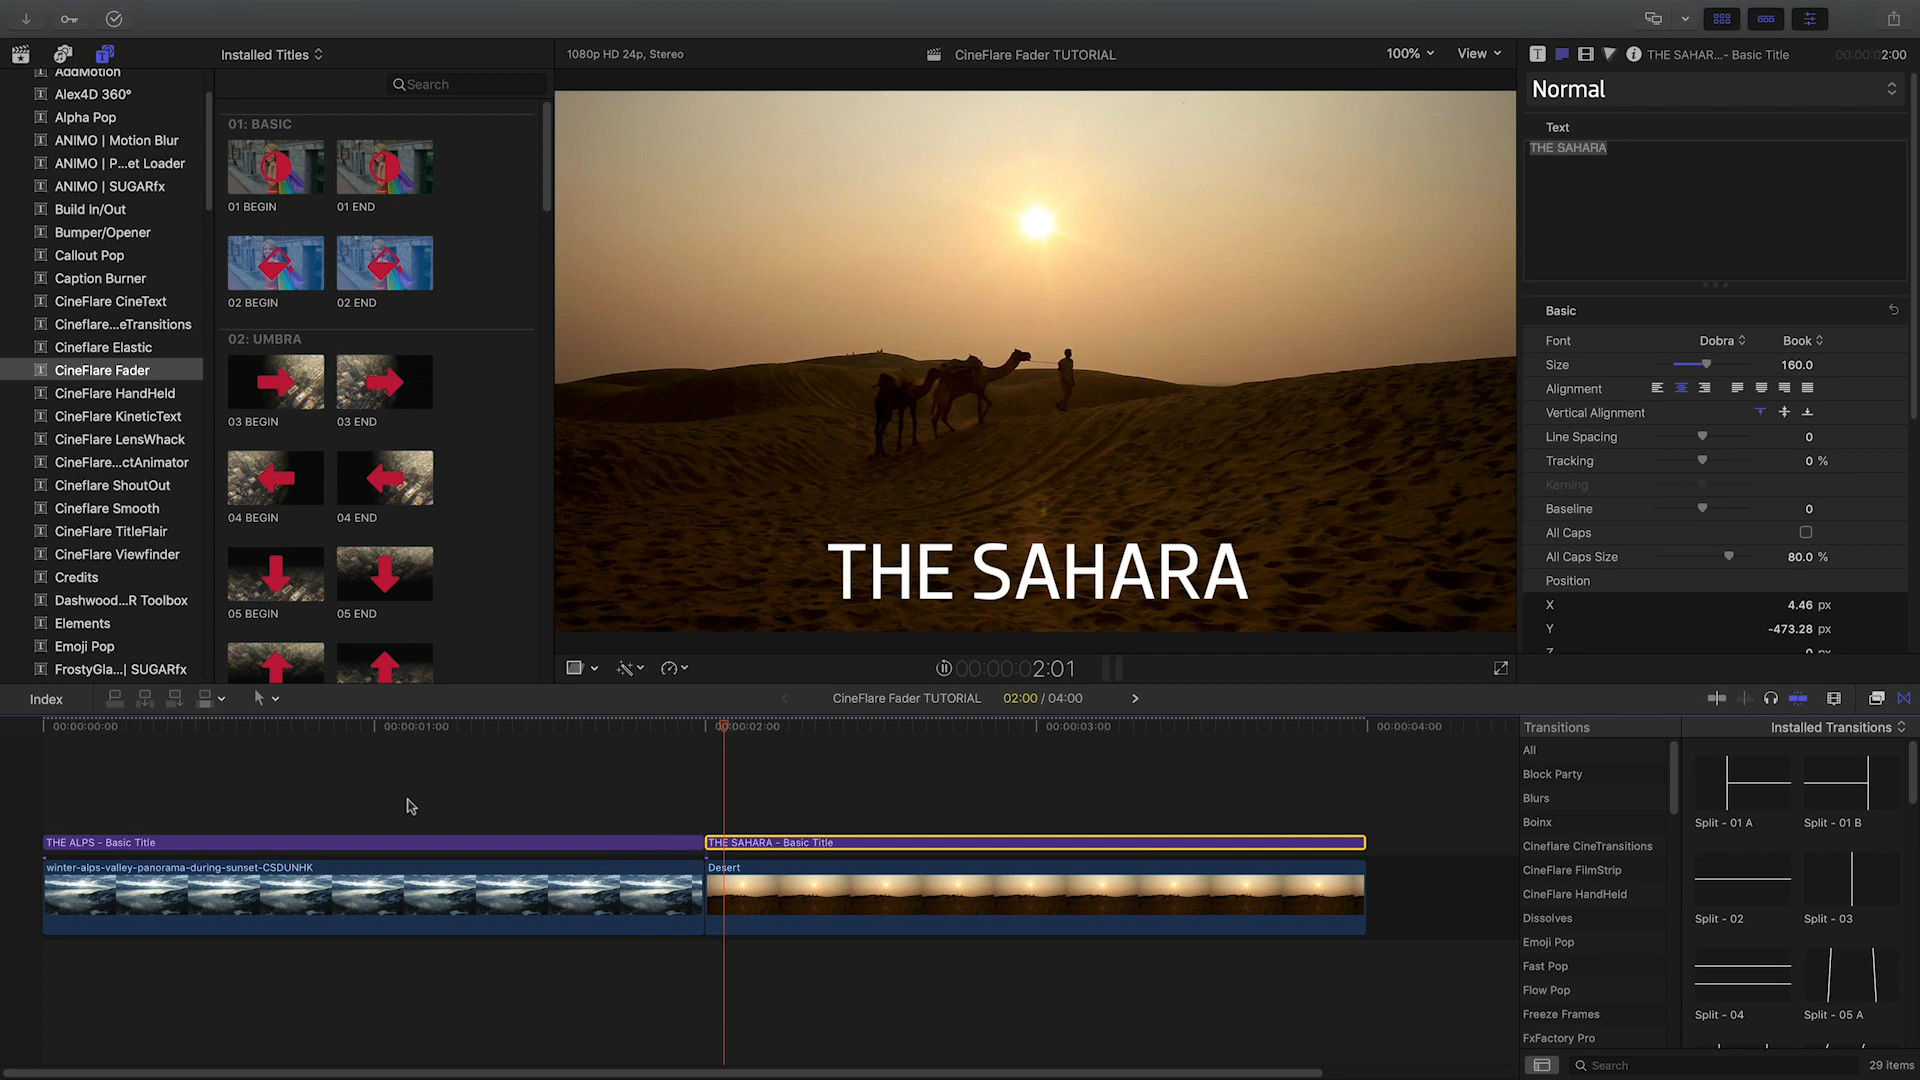 Installed Titles
1080p HD 24p, Stereo
CineFlare Fader TUTORIAL
100%
View
THE SAHAR...- Basic Title
00:00:02:00
AddMotion
Alex4D 360°
Alpha Pop
ANIMO | Motion Blur
ANIMO | P...et Loader
ANIMO | SUGARfx
Build In/Out
Bumper/Opener
Callout Pop
Caption Burner
CineFlare CineText
Cineflare...eTransitions
Cineflare Elastic
CineFlare Fader
CineFlare HandHeld
CineFlare KineticText
CineFlare LensWhack
CineFlare...ctAnimator
Cineflare ShoutOut
Cineflare Smooth
CineFlare TitleFlair
CineFlare Viewfinder
Credits
Dashwood...R Toolbox
Elements
Emoji Pop
FrostyGla...| SUGARfx
Search
01: BASIC
01 BEGIN
01 END
02 BEGIN
02 END
02: UMBRA
03 BEGIN
03 END
04 BEGIN
04 END
05 BEGIN
05 END
THE SAHARA
00:00:00:02:01
Normal
Text
THE SAHARA
Basic
Font
Dobra
Book
Size
160.0
Alignment
Vertical Alignment
Line Spacing
0
Tracking
0 %
Kerning
Baseline
0
All Caps
All Caps Size
80.0 %
Position
X
4.46 px
Y
-473.28 px
Index
CineFlare Fader TUTORIAL
02:00 / 04:00
00:00:00:00
00:00:01:00
00:00:02:00
00:00:03:00
00:00:04:00
THE ALPS - Basic Title
THE SAHARA - Basic Title
winter-alps-valley-panorama-during-sunset-CSDUNHK
Desert
Transitions
Installed Transitions
All
Block Party
Blurs
Boinx
Cineflare CineTransitions
CineFlare FilmStrip
CineFlare HandHeld
Dissolves
Emoji Pop
Fast Pop
Flow Pop
Freeze Frames
FxFactory Pro
Split - 01 A
Split - 01 B
Split - 02
Split - 03
Split - 04
Split - 05 A
Search
29 items